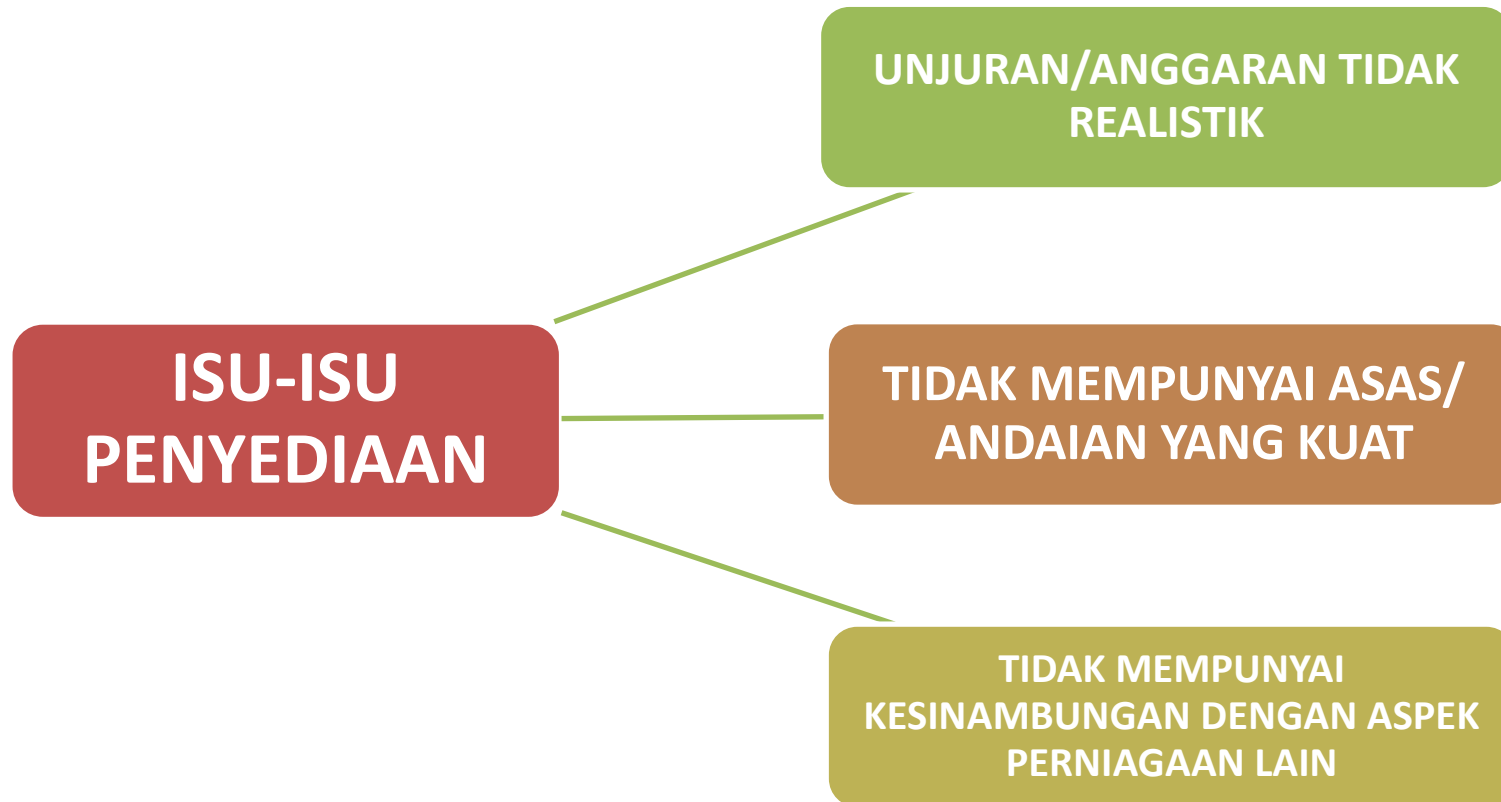 UNJURAN/ANGGARAN TIDAK
REALISTIK
ISU-ISU
PENYEDIAAN
TIDAK MEMPUNYAI ASAS/
ANDAIAN YANG KUAT
TIDAK MEMPUNYAI
KESINAMBUNGAN DENGAN ASPEK
PERNIAGAAN LAIN